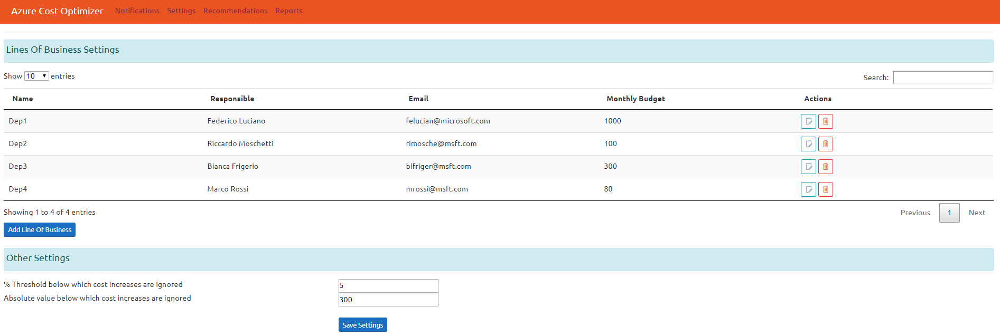 Azure Cost Optimizer Notifications Settings Recommendations Reports
Lines Of Business Settings
Show 10 entries Search:
Name Responsible Email Monthly Budget Actions
Dep1 Federico Luciano felucian@microsoft.com 1000
Dep2 Riccardo Moschetti rimosche@msft.com 100
Dep3 Bianca Frigerio bifriger@msft.com 300
Dep4 Marco Rossi mrossi@msft.com 80
Showing 1 to 4 of 4 entries Previous 1 Next
Add Line Of Business
Other Settings
% Threshold below which cost increases are ignored 5
Absolute value below which cost increases are ignored 300
Save Settings